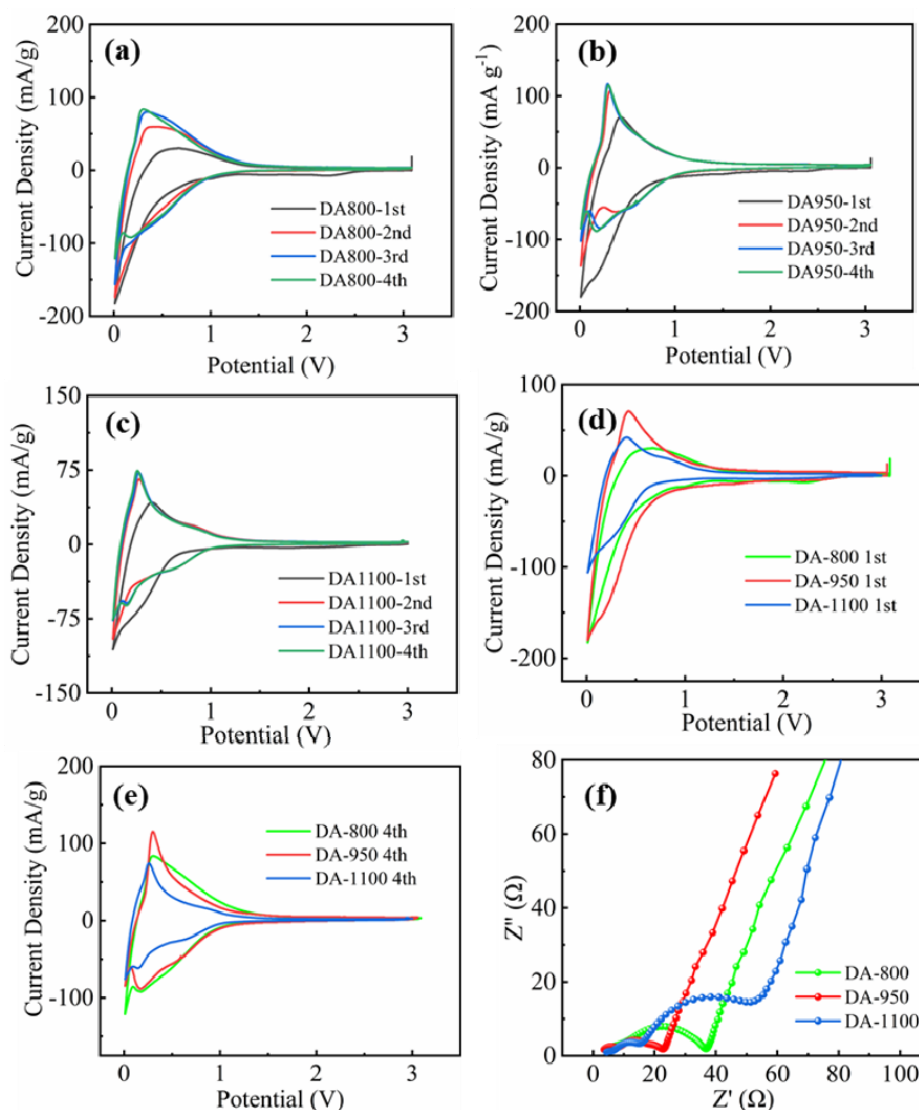 (a)
Current Density (mA/g)
200
100
0
-100
-200
DA800-1st
DA800-2nd
DA800-3rd
DA800-4th
0 1 2 3
Potential (V)
(b)
Current Density (mA g⁻¹)
200
100
0
-100
-200
DA950-1st
DA950-2nd
DA950-3rd
DA950-4th
0 1 2 3
Potential (V)
(c)
Current Density (mA/g)
150
75
0
-75
-150
DA1100-1st
DA1100-2nd
DA1100-3rd
DA1100-4th
0 1 2 3
Potential (V)
(d)
Current Density (mA/g)
100
0
-100
-200
DA-800 1st
DA-950 1st
DA-1100 1st
0 1 2 3
Potential (V)
(e)
Current Density (mA/g)
200
100
0
-100
DA-800 4th
DA-950 4th
DA-1100 4th
0 1 2 3
Potential (V)
(f)
Z'' (Ω)
80
60
40
20
0
DA-800
DA-950
DA-1100
0 20 40 60 80 100
Z' (Ω)